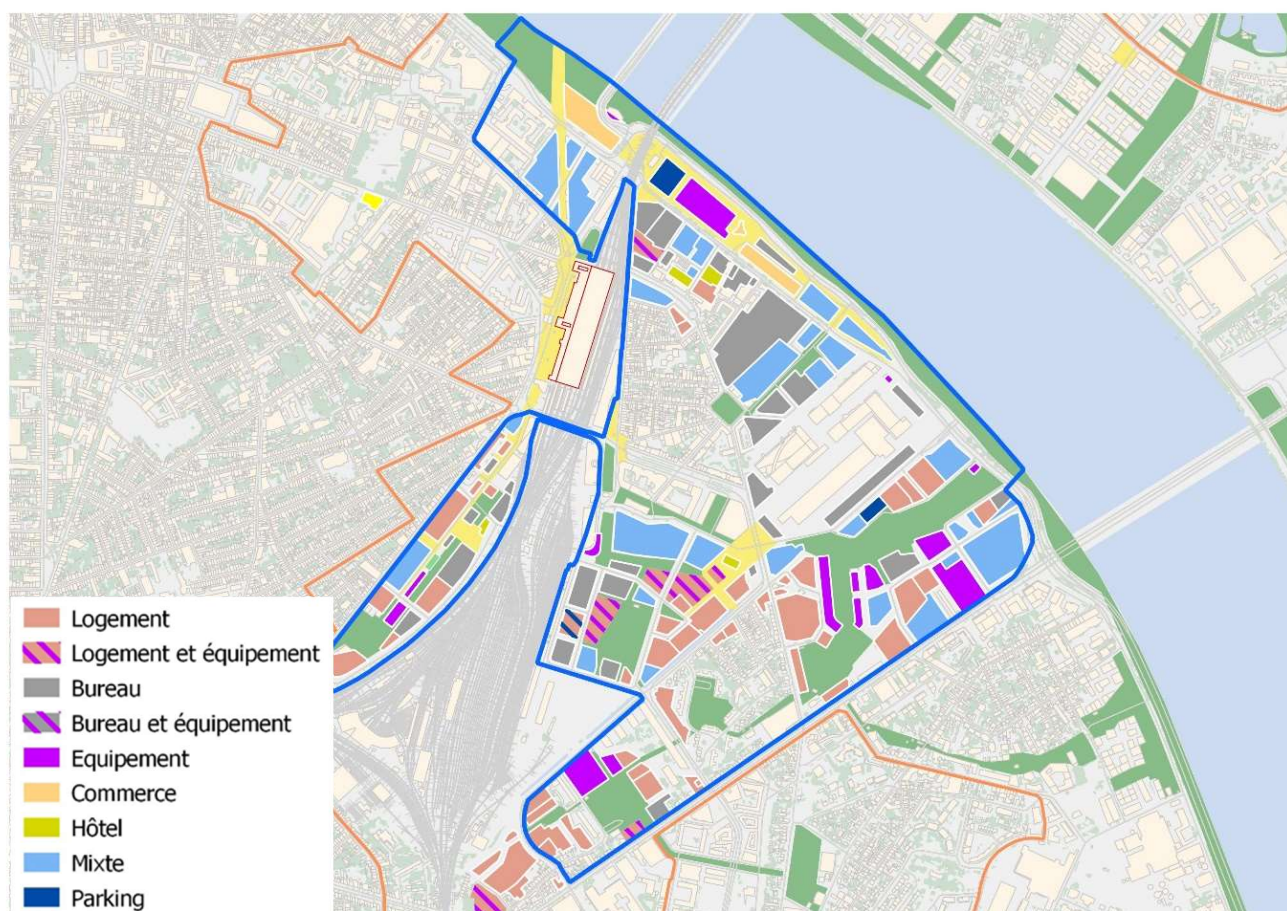 Logement
Logement et équipement
Bureau
Bureau et équipement
Equipement
Commerce
Hôtel
Mixte
Parking